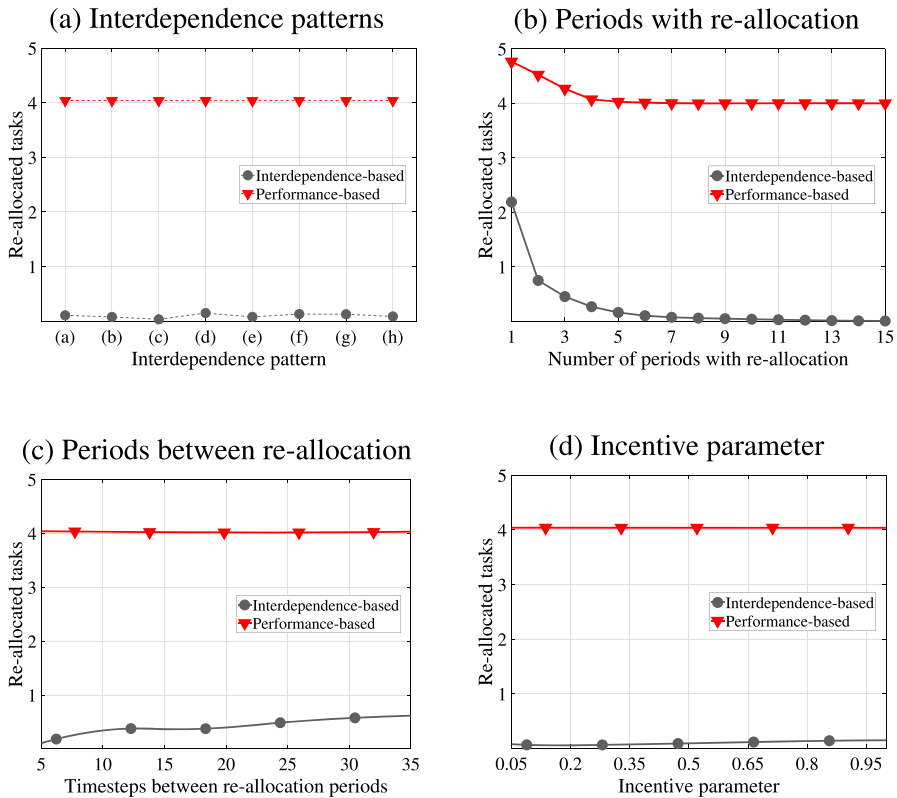 (a) Interdependence patterns
5
4
3
2
1
Re-allocated tasks
Interdependence-based
Performance-based
(a) (b) (c) (d) (e) (f) (g) (h)
Interdependence pattern
(b) Periods with re-allocation
5
4
3
2
1
Re-allocated tasks
Interdependence-based
Performance-based
1 3 5 7 9 11 13 15
Number of periods with re-allocation
(c) Periods between re-allocation
5
4
3
2
1
Re-allocated tasks
Interdependence-based
Performance-based
5 10 15 20 25 30 35
Timesteps between re-allocation periods
(d) Incentive parameter
5
4
3
2
1
Re-allocated tasks
Interdependence-based
Performance-based
0.05 0.2 0.35 0.5 0.65 0.8 0.95
Incentive parameter